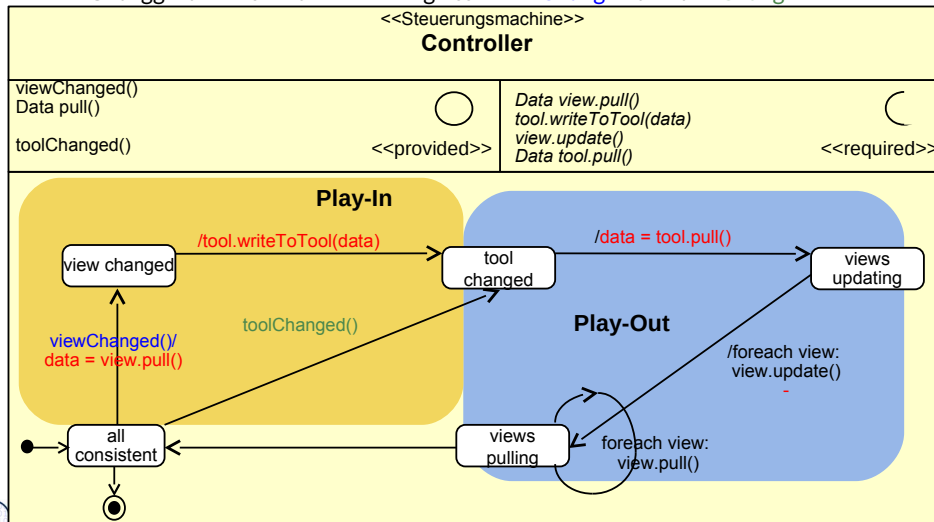 <<Steuerungsmachine>>
Controller
viewChanged()
Data pull()
toolChanged()
<<provided>>
Data view.pull()
tool.writeToTool(data)
view.update()
Data tool.pull()
<<required>>
Play-In
/tool.writeToTool(data)
view changed
tool
changed
/data = tool.pull()
views
updating
toolChanged()
Play-Out
viewChanged()/
data = view.pull()
/foreach view:
view.update()
-
all
consistent
views
pulling
foreach view:
view.pull()